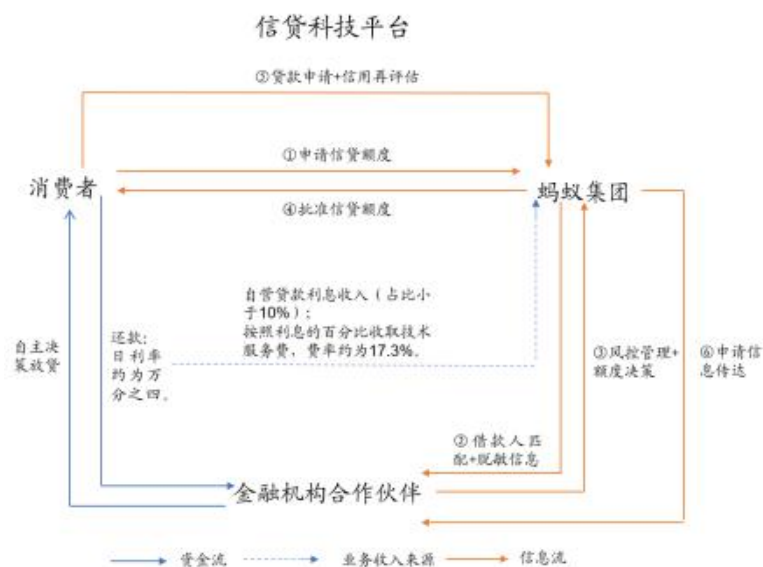 信贷科技平台
⑤贷款申请+信用再评估
①申请信贷额度
消费者
蚂蚁集团
④批准信贷额度
自营贷款利息收入（占比小
于10%）;
按照利息的百分比收取技术
服务费，费率约为17.3%。
自主决
策放贷
还款:
日利率
约为万
分之四。
③风控管理+
额度决策
⑥申请信
息传达
②借款人匹
配+脱敏信息
金融机构合作伙伴
资金流
业务收入来源
信息流